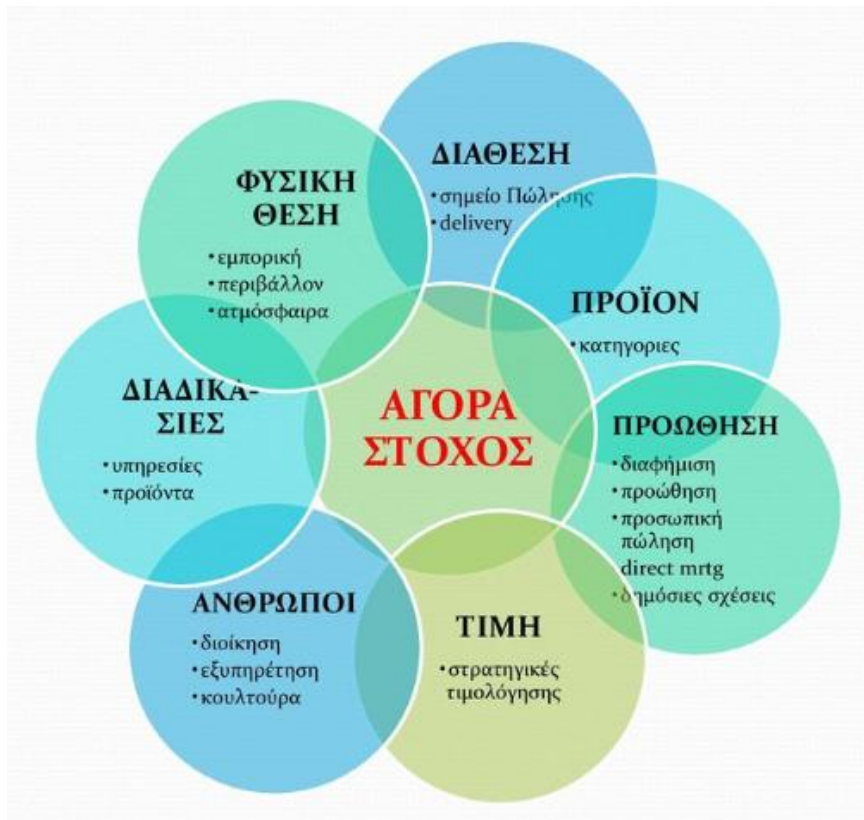 ΔΙΑΘΕΣΗ
•σημείο Πώλησης
•delivery
ΠΡΟΪΟΝ
•κατηγοριες
ΠΡΟΩΘΗΣΗ
•διαφήμιση
•προώθηση
•προσωπική
πώληση
direct mrtg
•δημόσιες σχέσεις
ΤΙΜΗ
•στρατηγικές
τιμολόγησης
ΑΝΘΡΩΠΟΙ
•διοίκηση
•εξυπηρέτηση
•κουλτούρα
ΔΙΑΔΙΚΑ-
ΣΙΕΣ
•υπηρεσίες
•προϊόντα
ΦΥΣΙΚΗ
ΘΕΣΗ
•εμπορική
•περιβάλλον
•ατμόσφαιρα
ΑΓΟΡΑ
ΣΤΟΧΟΣ